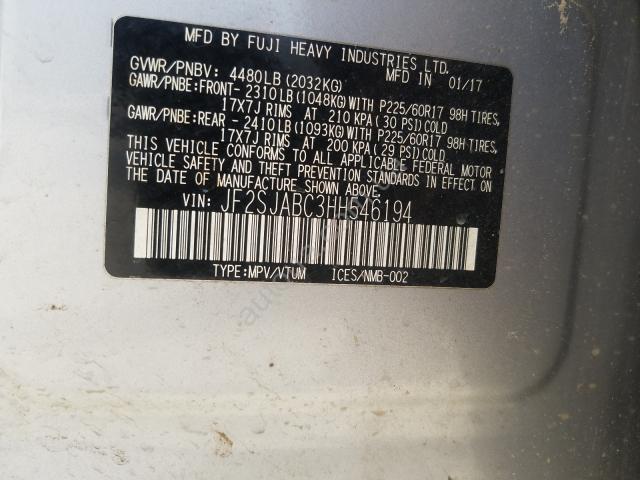 MFD BY FUJI HEAVY INDUSTRIES LTD.
GVWR/PNBV: 4480LB(2032KG) MFD IN 01/17
GAWR/PNBE:FRONT- 2310LB(1048KG)WITH P225/60R17 98H TIRES,
17X7J RIMS AT 210 KPA(30 PSI)COLD
GAWR/PNBE:REAR - 2410LB(1093KG)WITH P225/60R17 98H TIRES,
17X7J RIMS AT 200 KPA(29 PSI)COLD
THIS VEHICLE CONFORMS TO ALL APPLICABLE FEDERAL MOTOR
VEHICLE SAFETY AND THEFT PREVENTION STANDARDS IN EFFECT ON
THE DATE OF MANUFACTURE SHOWN ABOVE.
VIN: JF2SJABC3HH546194
TYPE:MPV/VTUM ICES/NMB-002